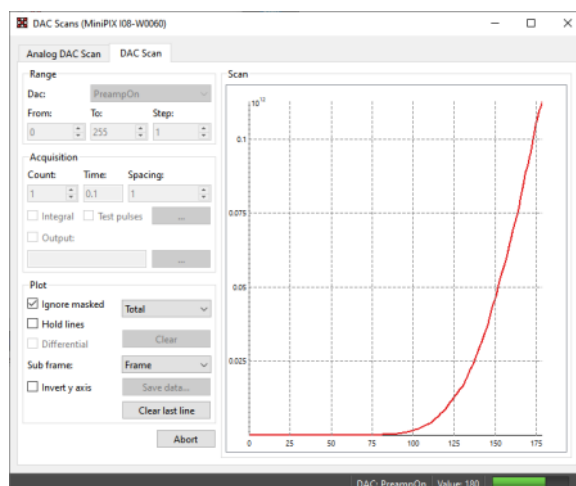 DAC Scans (MiniPIX I08-W0060)
Analog DAC Scan DAC Scan
Range
Dac: PreampOn
From: To: Step:
0 255 1
Acquisition
Count: Time: Spacing:
1 0.1 1
Integral Test pulses ...
Output:
...
Plot
Ignore masked Total
Hold lines
Differential Clear
Sub frame: Frame
Invert y axis Save data...
Clear last line
Abort
Scan
10¹²
0.1
0.075
0.05
0.025
0 25 50 75 100 125 150 175
DAC: PreampOn Value: 180